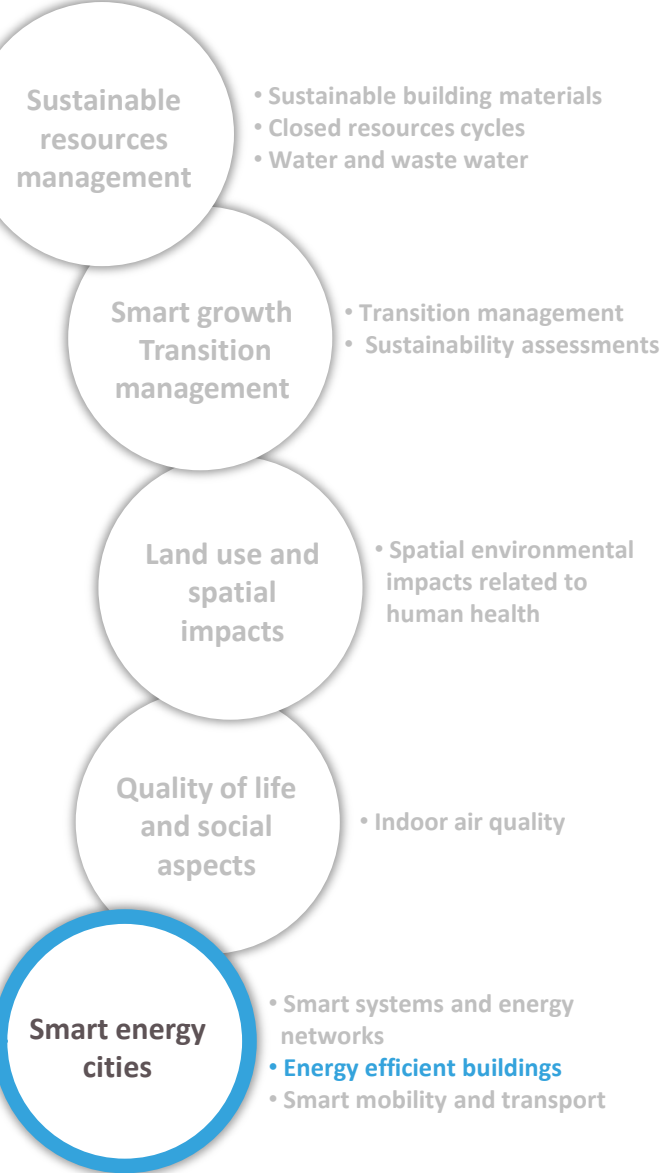 Sustainable
resources
management
• Sustainable building materials
• Closed resources cycles
• Water and waste water
Smart growth
Transition
management
• Transition management
• Sustainability assessments
Land use and
spatial
impacts
• Spatial environmental
impacts related to
human health
Quality of life
and social
aspects
• Indoor air quality
Smart energy
cities
• Smart systems and energy
networks
• Energy efficient buildings
• Smart mobility and transport